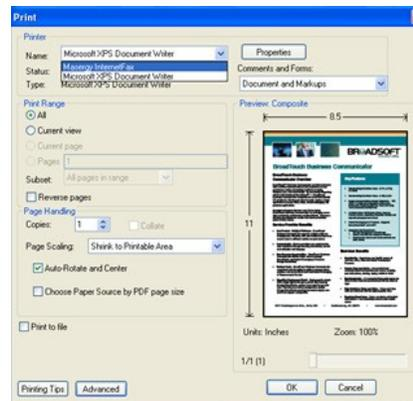 Print
Printer
Name: Microsoft XPS Document Writer
Properties
Status: Masergy InternetFax
Microsoft XPS Document Writer
Type: Microsoft XPS Document Writer
Comments and Forms:
Document and Markups
Print Range
All
Current view
Current page
Pages 1
Subset: All pages in range
Reverse pages
Page Handling
Copies: 1 Collate
Page Scaling: Shrink to Printable Area
Auto-Rotate and Center
Choose Paper Source by PDF page size
Print to file
Preview: Composite
8.5
11
BROADSOFT
BroadTouch Business Communicator
Units: Inches Zoom: 100%
1/1 (1)
Printing Tips Advanced OK Cancel